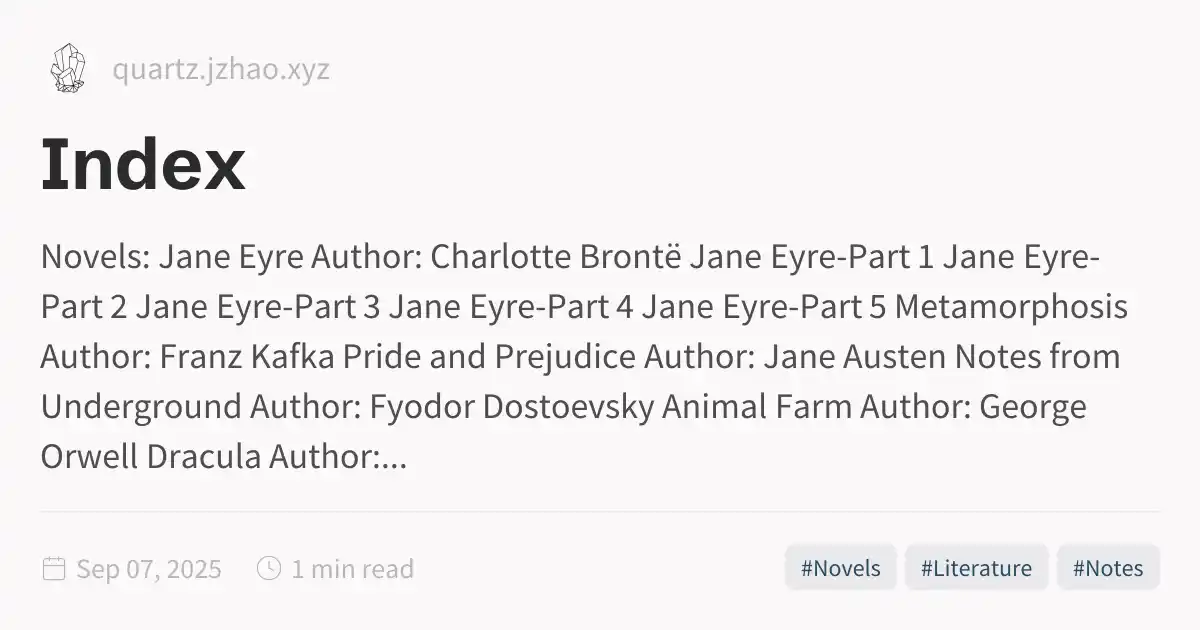 quartz.jzhao.xyz
Index
Novels: Jane Eyre Author: Charlotte Brontë Jane Eyre-Part 1 Jane Eyre-
Part 2 Jane Eyre-Part 3 Jane Eyre-Part 4 Jane Eyre-Part 5 Metamorphosis
Author: Franz Kafka Pride and Prejudice Author: Jane Austen Notes from
Underground Author: Fyodor Dostoevsky Animal Farm Author: George
Orwell Dracula Author:...
Sep 07, 2025 1 min read #Novels #Literature #Notes